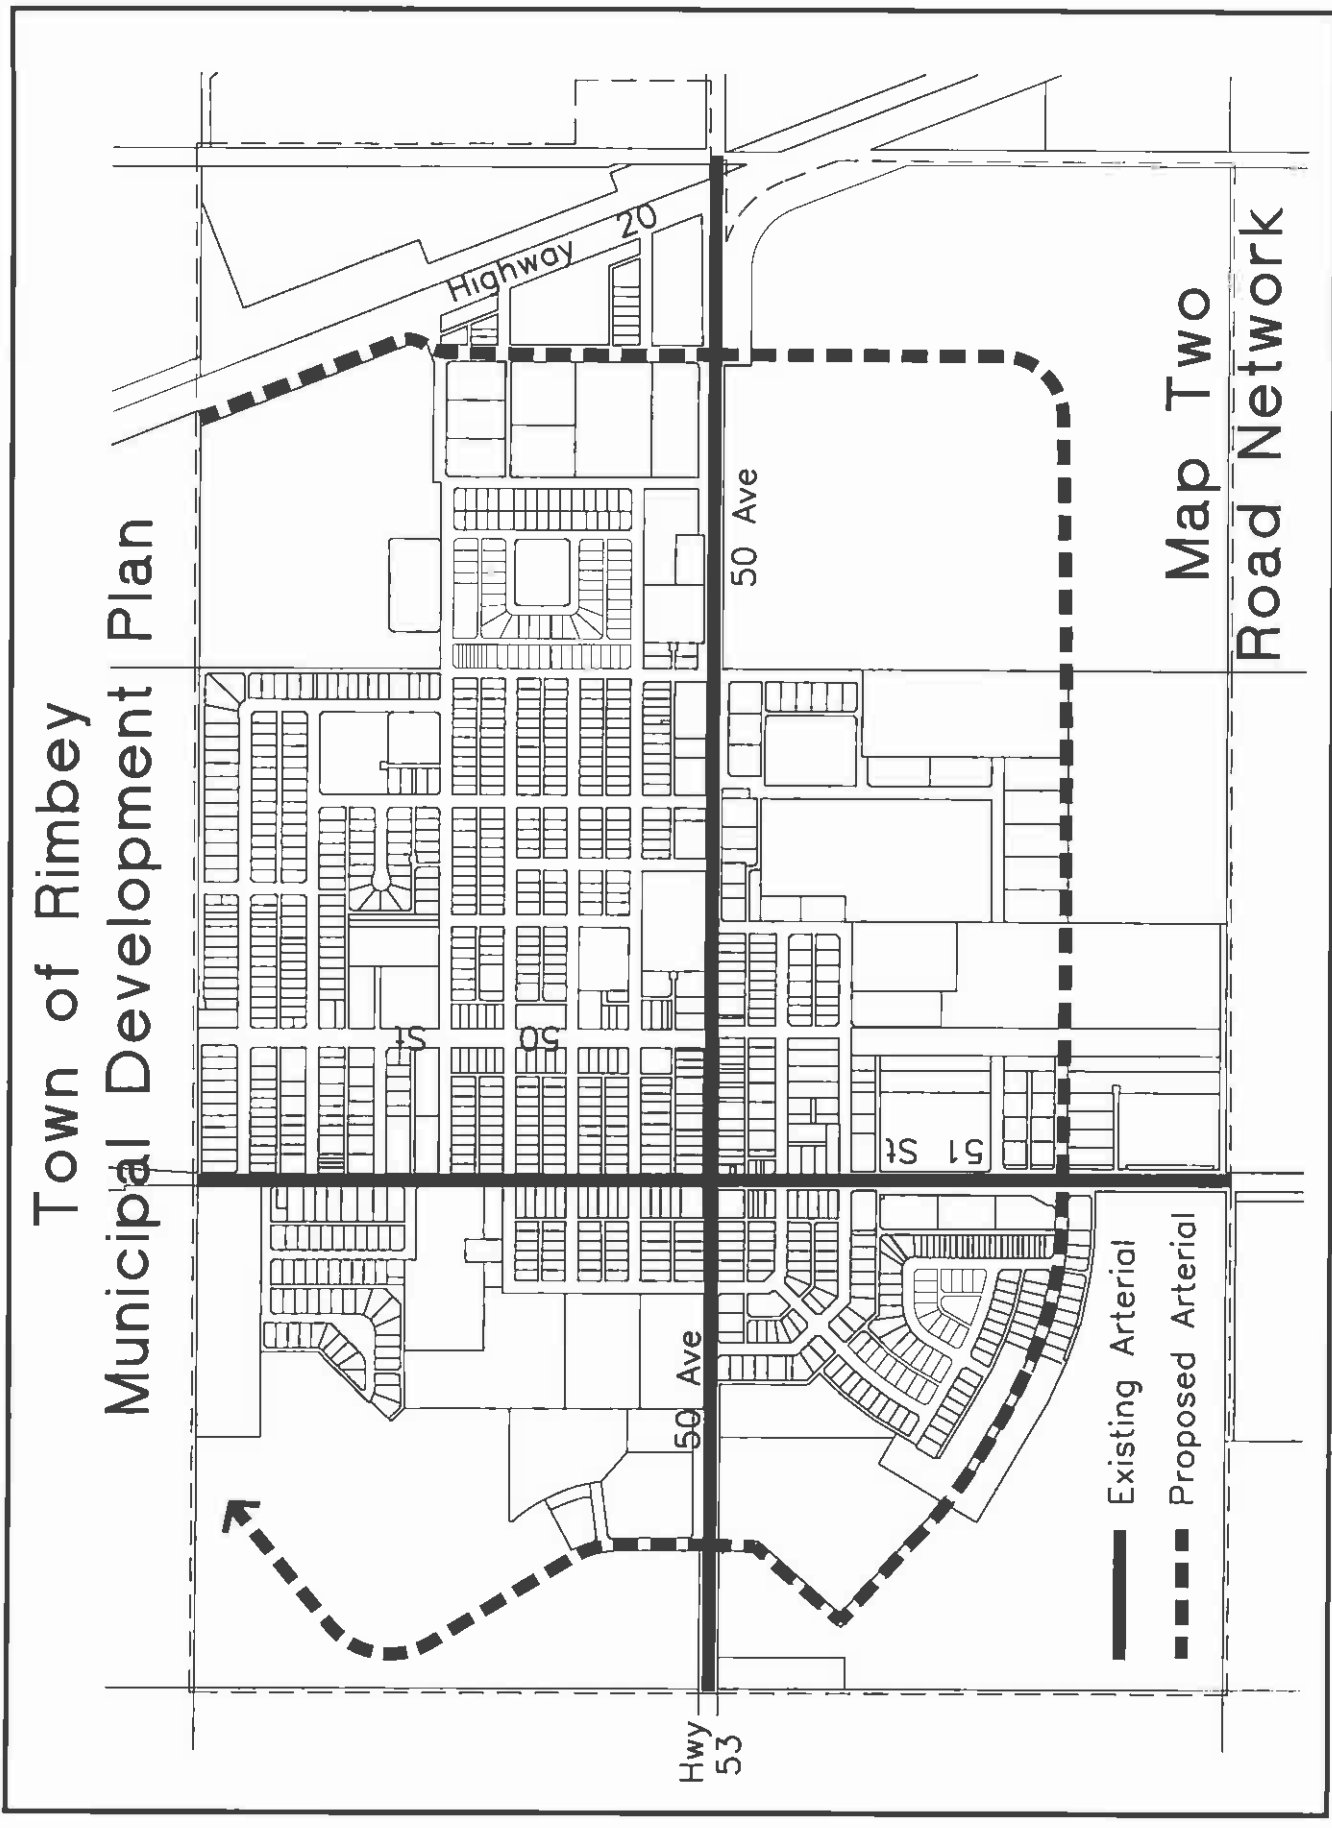 Town of Rimbey
Municipal Development Plan
Highway 20
50 St
50 Ave
50 Ave
51 St
Hwy
53
Existing Arterial
Proposed Arterial
Map Two
Road Network